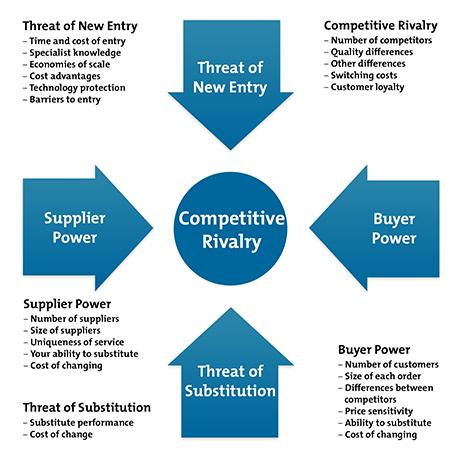 Threat of New Entry
– Time and cost of entry
– Specialist knowledge
– Economies of scale
– Cost advantages
– Technology protection
– Barriers to entry
Threat of
New Entry
Competitive Rivalry
– Number of competitors
– Quality differences
– Other differences
– Switching costs
– Customer loyalty
Supplier
Power
Competitive
Rivalry
Buyer
Power
Supplier Power
– Number of suppliers
– Size of suppliers
– Uniqueness of service
– Your ability to substitute
– Cost of changing
Threat of Substitution
– Substitute performance
– Cost of change
Threat of
Substitution
Buyer Power
– Number of customers
– Size of each order
– Differences between
competitors
– Price sensitivity
– Ability to substitute
– Cost of changing